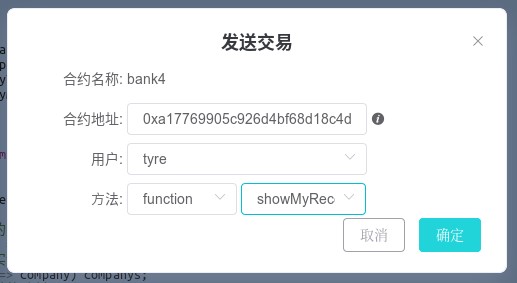 发送交易
合约名称: bank4
合约地址: 0xa17769905c926d4bf68d18c4d
用户: tyre
方法: function showMyRec
取消 确定
=> company) companys;